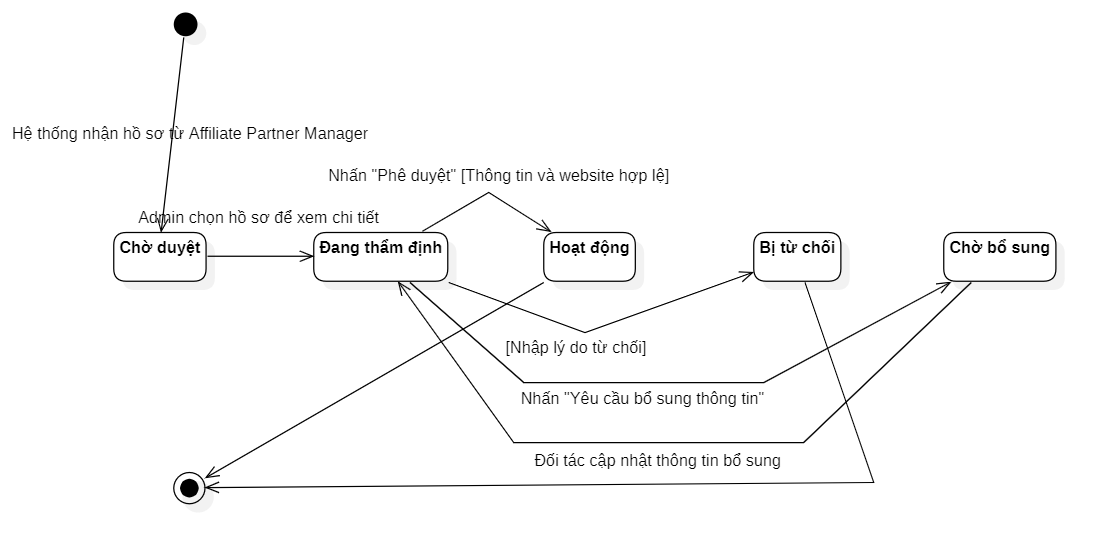 Hệ thống nhận hồ sơ từ Affiliate Partner Manager
Nhấn "Phê duyệt" [Thông tin và website hợp lệ]
Admin chọn hồ sơ để xem chi tiết
Chờ duyệt
Đang thẩm định
Hoạt động
Bị từ chối
Chờ bổ sung
[Nhập lý do từ chối]
Nhấn "Yêu cầu bổ sung thông tin"
Đối tác cập nhật thông tin bổ sung